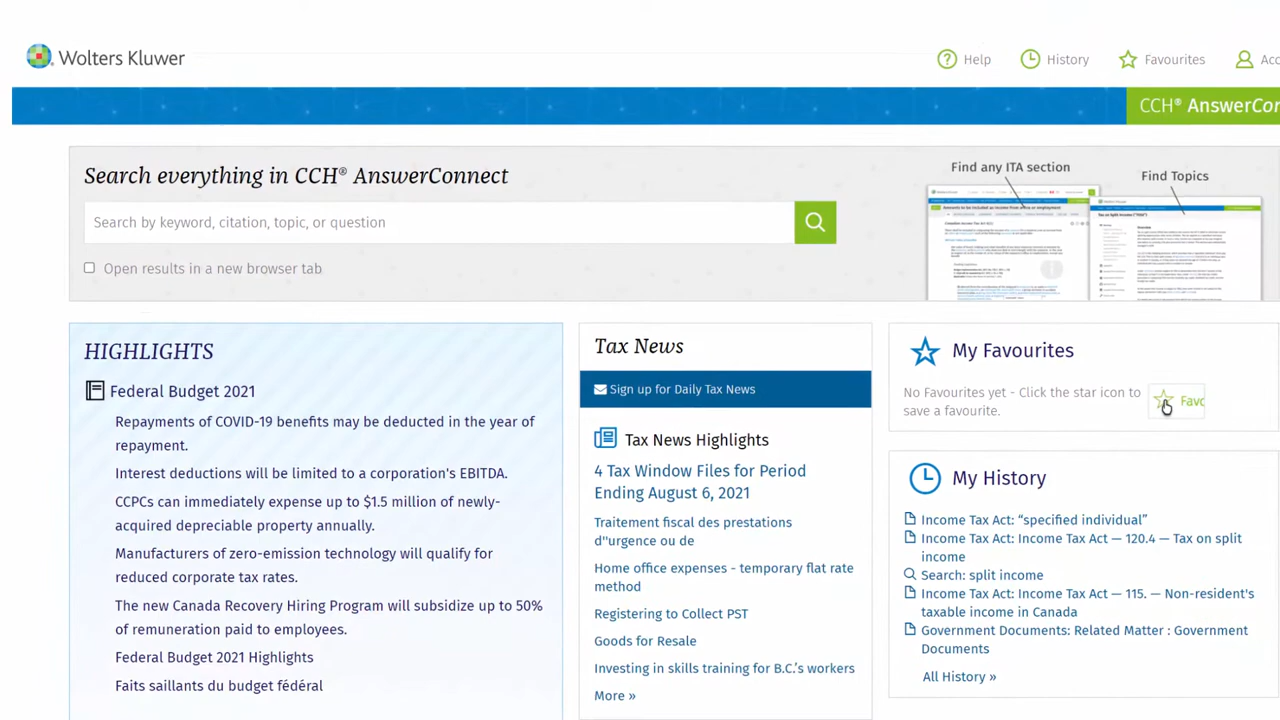 Wolters Kluwer
Help
History
Favourites
CCH® AnswerCon
Search everything in CCH® AnswerConnect
Search by keyword, citation, topic, or question
Open results in a new browser tab
Find any ITA section
Find Topics
HIGHLIGHTS
Federal Budget 2021
Repayments of COVID-19 benefits may be deducted in the year of
repayment.
Interest deductions will be limited to a corporation's EBITDA.
CCPCs can immediately expense up to $1.5 million of newly-
acquired depreciable property annually.
Manufacturers of zero-emission technology will qualify for
reduced corporate tax rates.
The new Canada Recovery Hiring Program will subsidize up to 50%
of remuneration paid to employees.
Federal Budget 2021 Highlights
Faits saillants du budget fédéral
Tax News
Sign up for Daily Tax News
Tax News Highlights
4 Tax Window Files for Period
Ending August 6, 2021
Traitement fiscal des prestations
d''urgence ou de
Home office expenses - temporary flat rate
method
Registering to Collect PST
Goods for Resale
Investing in skills training for B.C.’s workers
More »
My Favourites
No Favourites yet - Click the star icon to
save a favourite.
Favo
My History
Income Tax Act: “specified individual”
Income Tax Act: Income Tax Act — 120.4 — Tax on split
income
Search: split income
Income Tax Act: Income Tax Act — 115. — Non-resident's
taxable income in Canada
Government Documents: Related Matter : Government
Documents
All History »